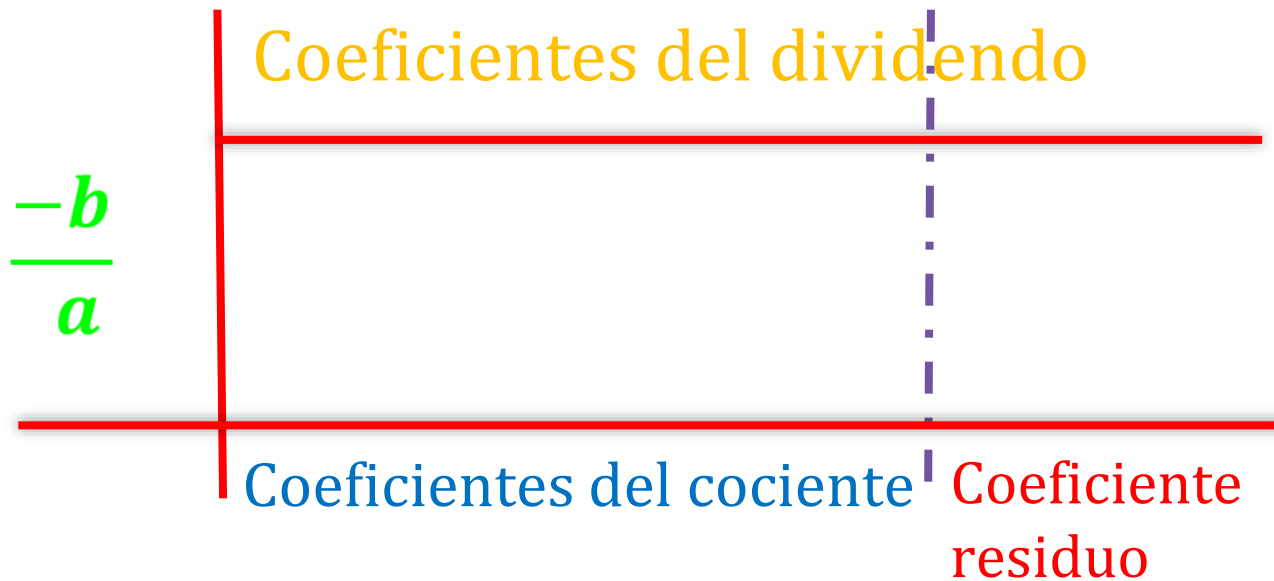 Coeficientes del dividendo
−b
a
Coeficientes del cociente
Coeficiente
residuo